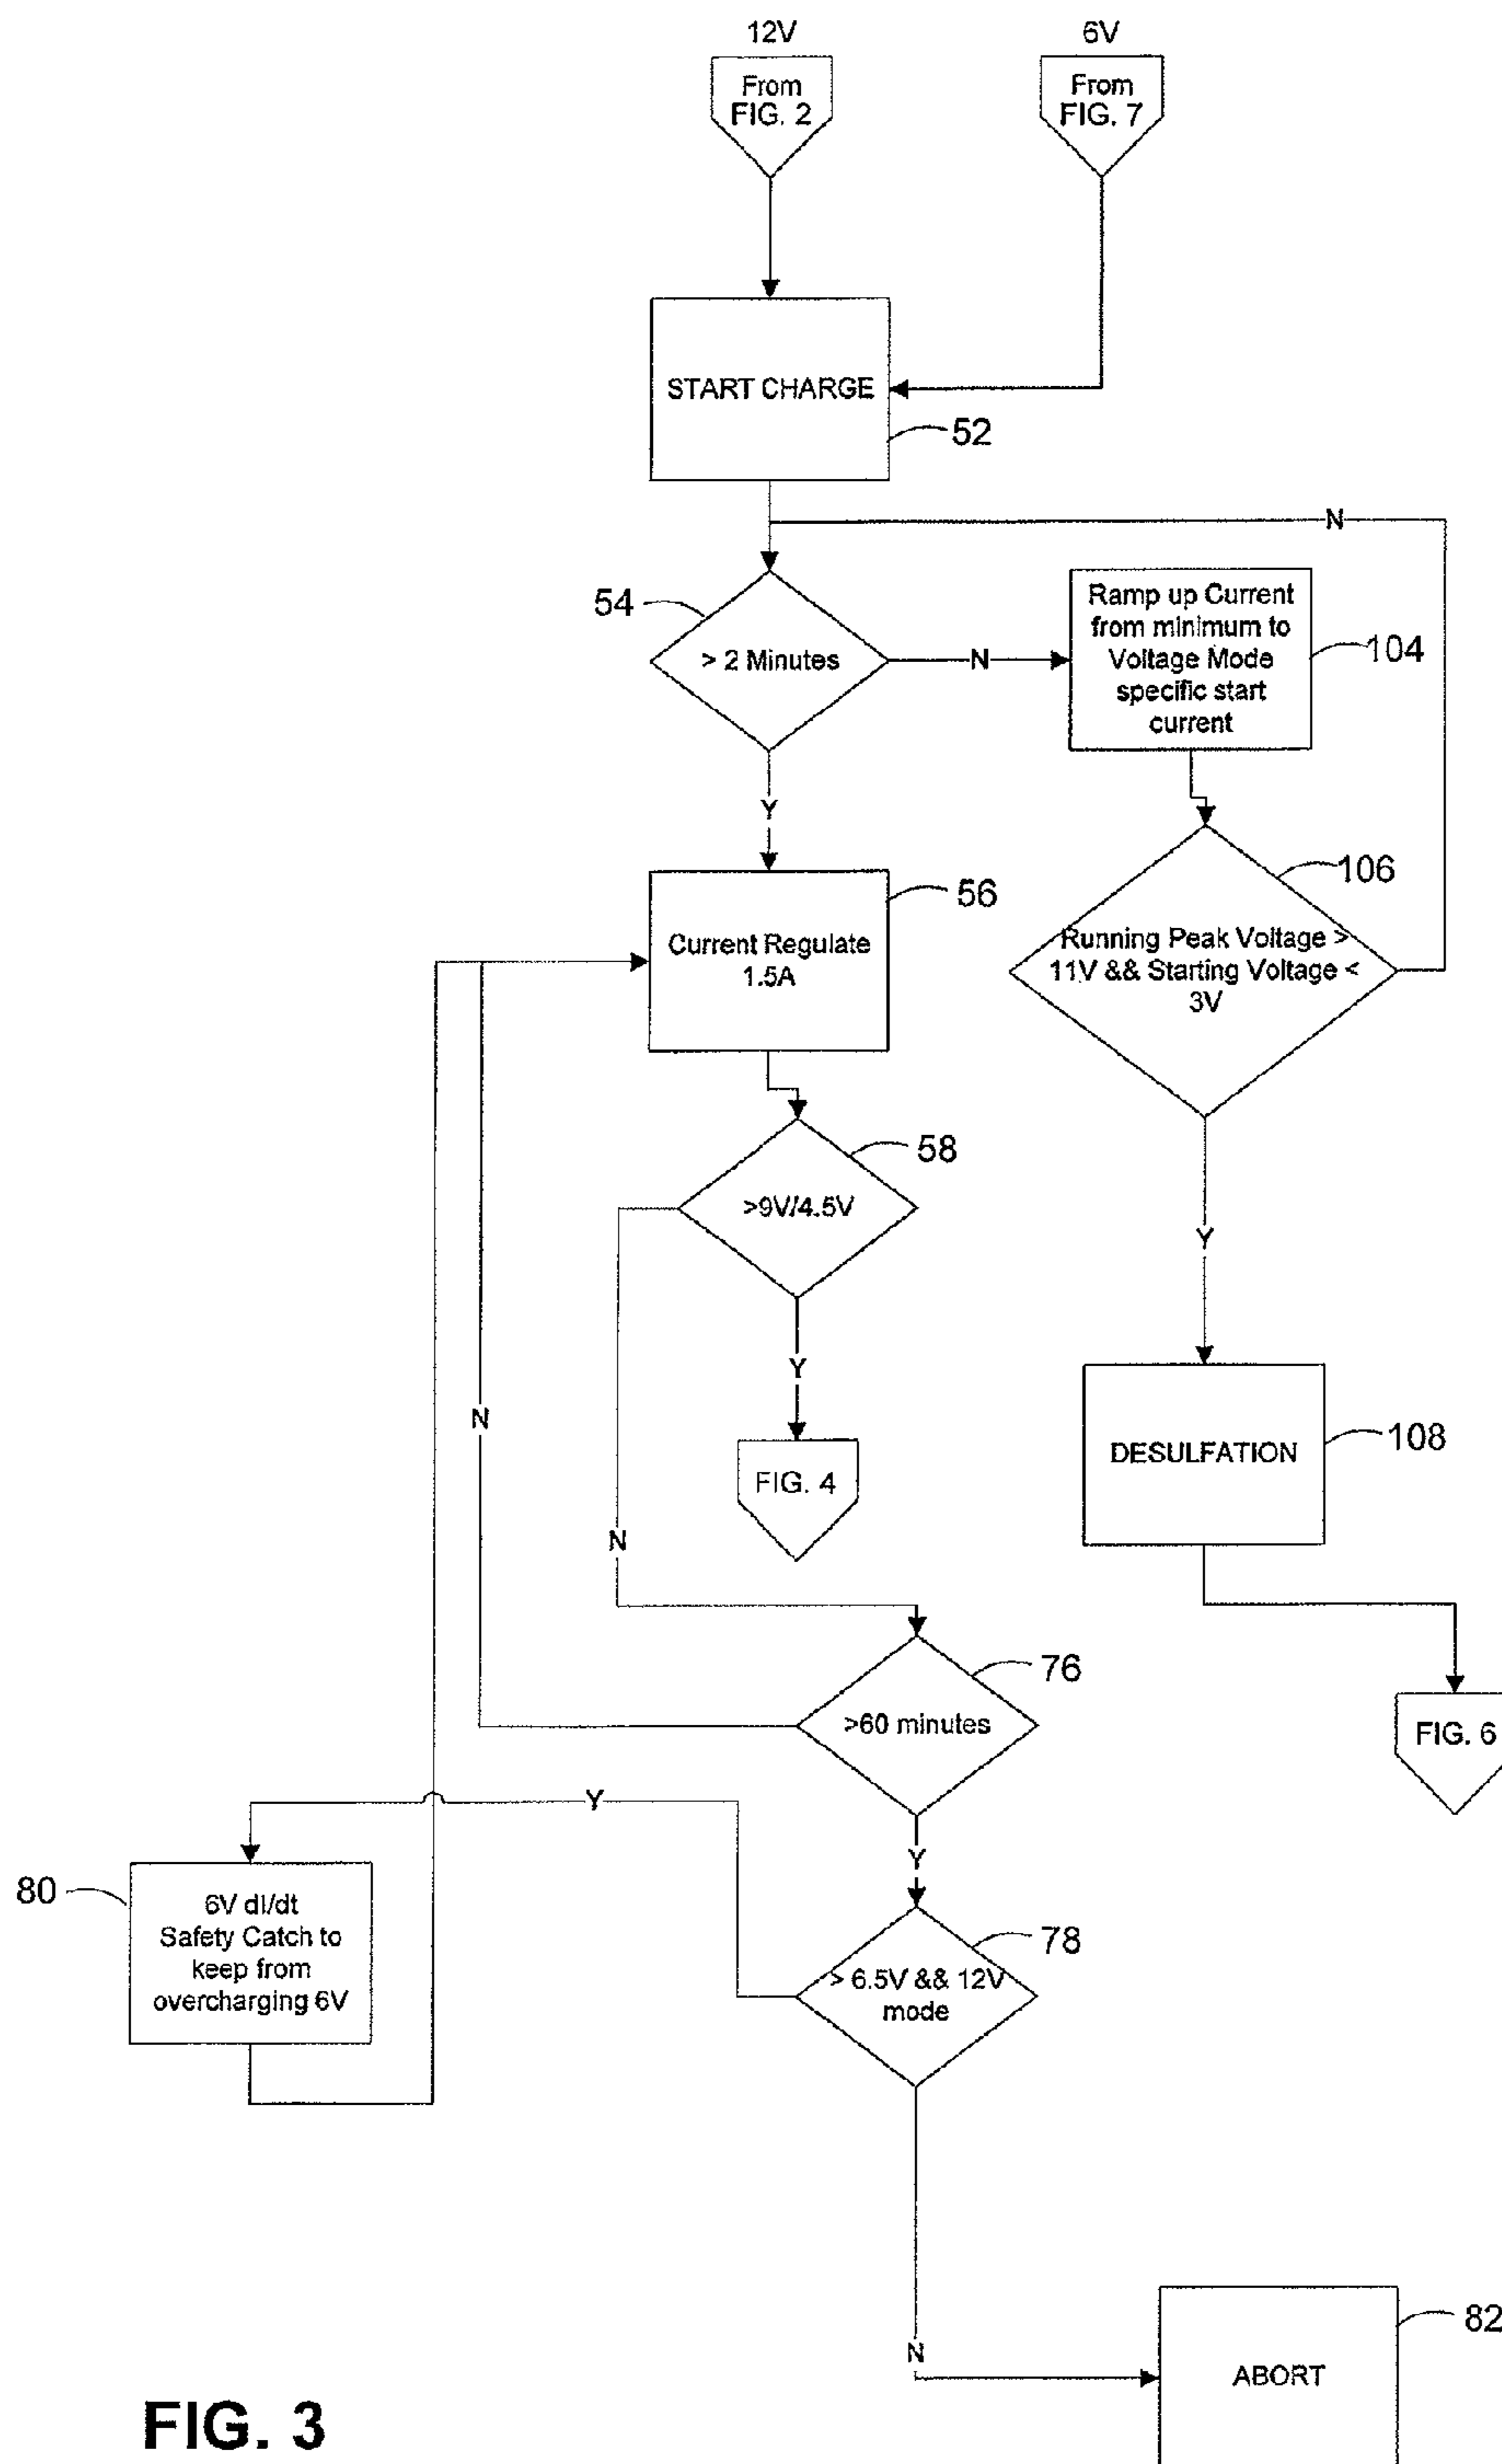 12V
6V
From
FIG. 2
From
FIG. 7
START CHARGE
52
N
54
> 2 Minutes
N
Ramp up Current
from minimum to
Voltage Mode
specific start
current
104
Y
106
56
Current Regulate
1.5A
Running Peak Voltage >
11V && Starting Voltage <
3V
58
>9V/4.5V
Y
Y
N
FIG. 4
DESULFATION
108
N
76
>60 minutes
FIG. 6
Y
Y
80
6V dI/dt
Safety Catch to
keep from
overcharging 6V
78
> 6.5V && 12V
mode
N
82
ABORT
FIG. 3